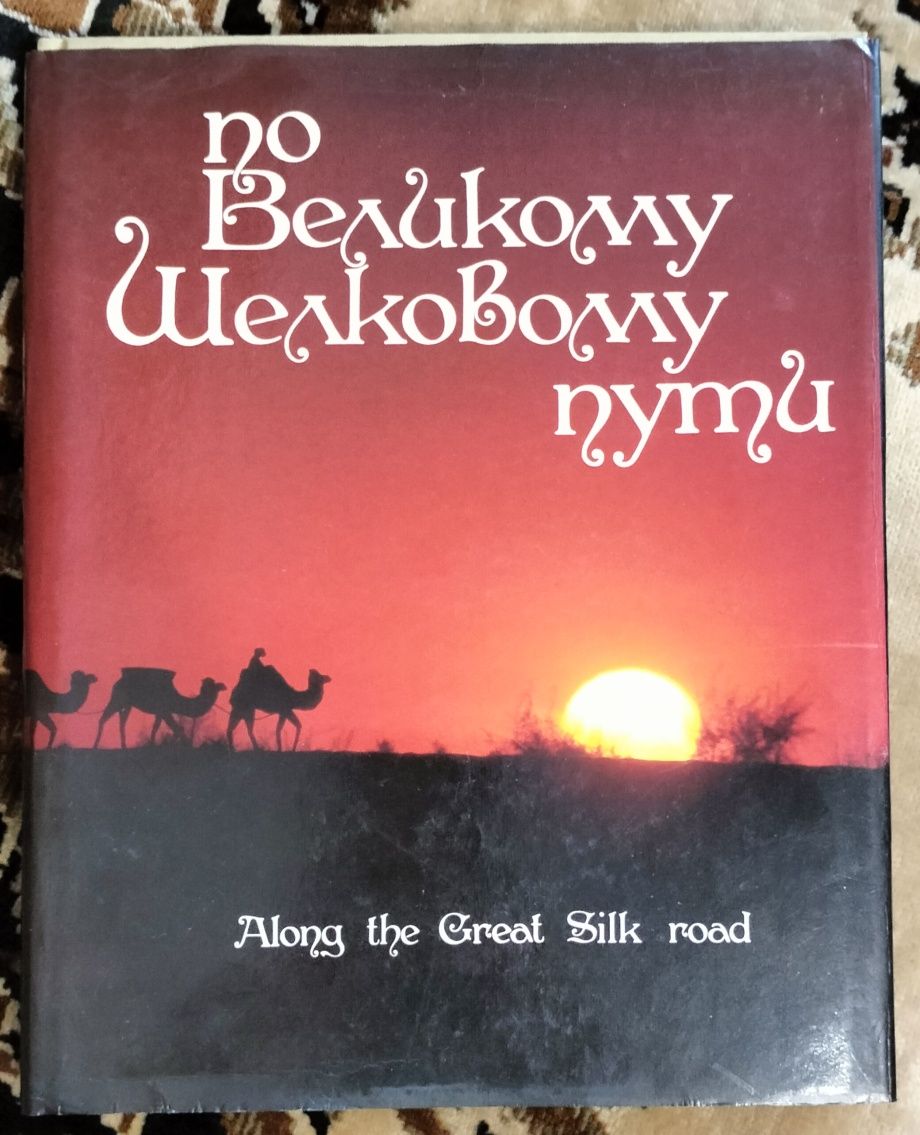 по
Великому
Шелковому
пути
Along the Great Silk road